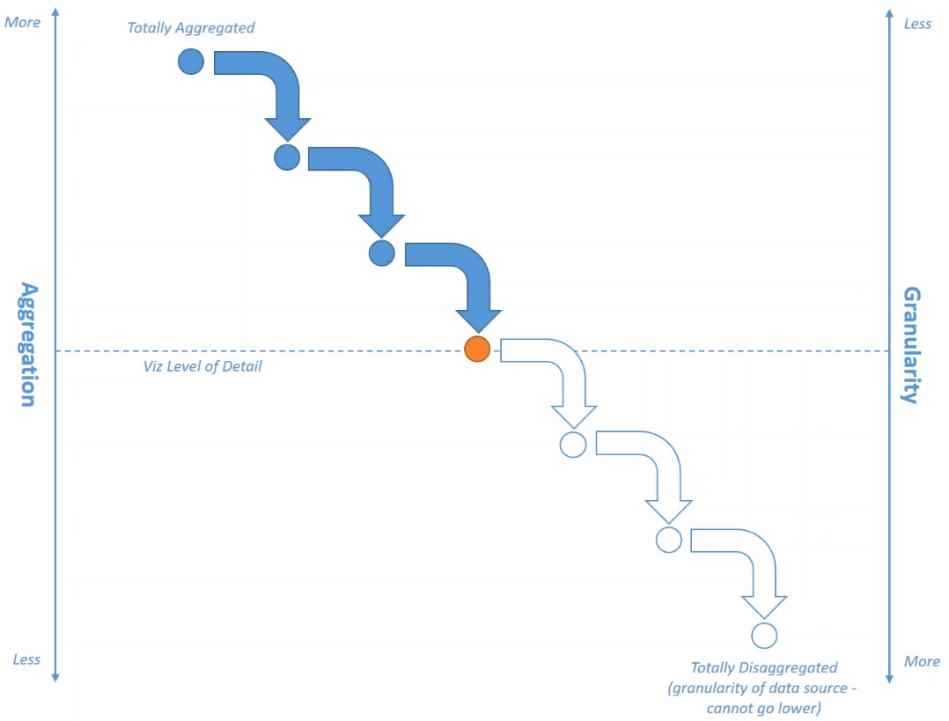 More
Less
Totally Aggregated
Aggregation
Granularity
Viz Level of Detail
Less
More
Totally Disaggregated
(granularity of data source -
cannot go lower)